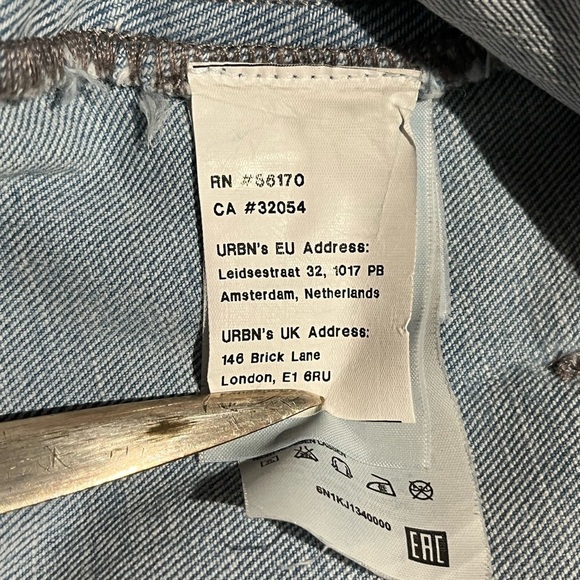 RN #66170
CA #32054
URBN's EU Address:
Leidsestraat 32, 1017 PB
Amsterdam, Netherlands
URBN's UK Address:
146 Brick Lane
London, E1 6RU
6N1KJ1340000
EAC